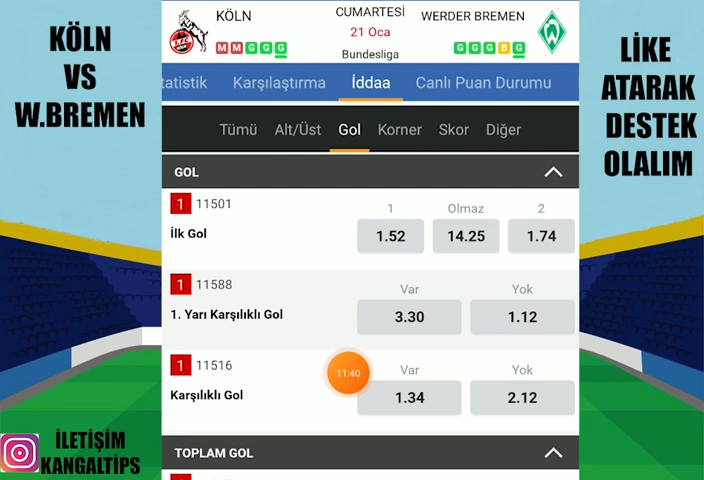 KÖLN
VS
W.BREMEN
KÖLN
M M G G G
CUMARTESİ
21 Oca
Bundesliga
WERDER BREMEN
G G G B G
LİKE
ATARAK
DESTEK
OLALIM
tatistik Karşılaştırma İddaa Canlı Puan Durumu
Tümü Alt/Üst Gol Korner Skor Diğer
GOL
1 11501 1 Olmaz 2
İlk Gol 1.52 14.25 1.74
1 11588 Var Yok
1. Yarı Karşılıklı Gol 3.30 1.12
1 11516 Var Yok
11:40
Karşılıklı Gol 1.34 2.12
TOPLAM GOL
İLETİŞİM
KANGALTİPS